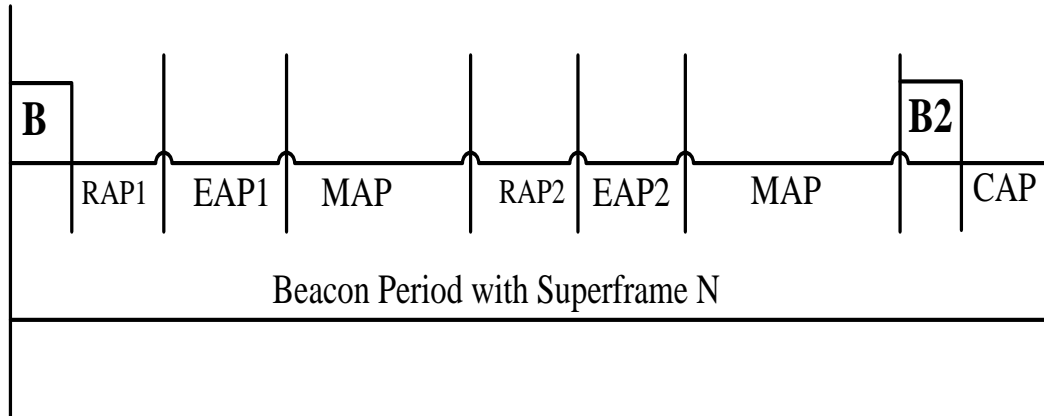 B B2
RAP1 EAP1 MAP RAP2 EAP2 MAP CAP
Beacon Period with Superframe N